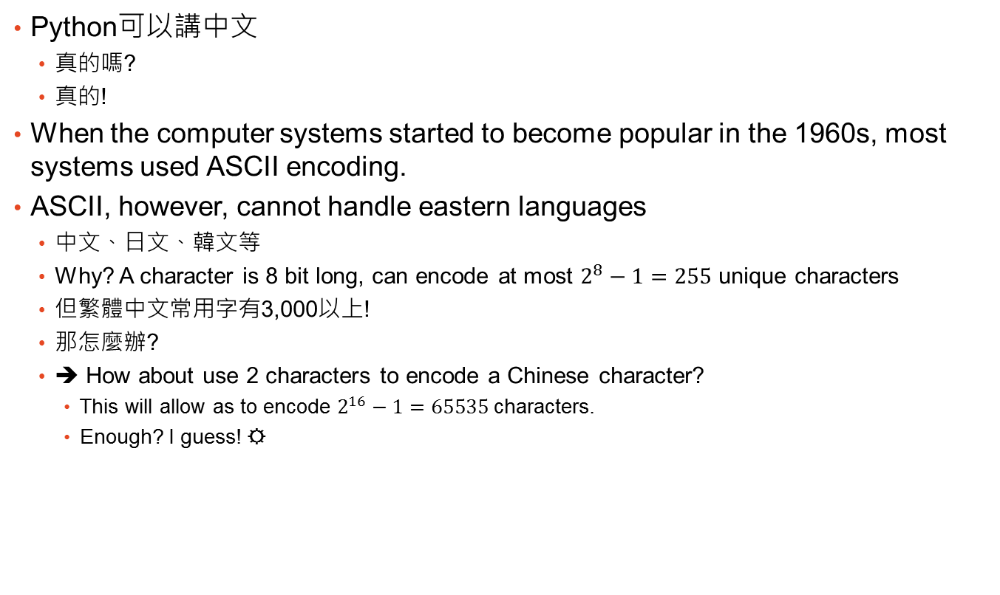 • Python可以講中文
• 真的嗎?
• 真的!
• When the computer systems started to become popular in the 1960s, most
systems used ASCII encoding.
• ASCII, however, cannot handle eastern languages
• 中文、日文、韓文等
• Why? A character is 8 bit long, can encode at most 2⁸ − 1 = 255 unique characters
• 但繁體中文常用字有3,000以上!
• 那怎麼辦?
• ➔ How about use 2 characters to encode a Chinese character?
• This will allow as to encode 2¹⁶ − 1 = 65535 characters.
• Enough? I guess! ☼